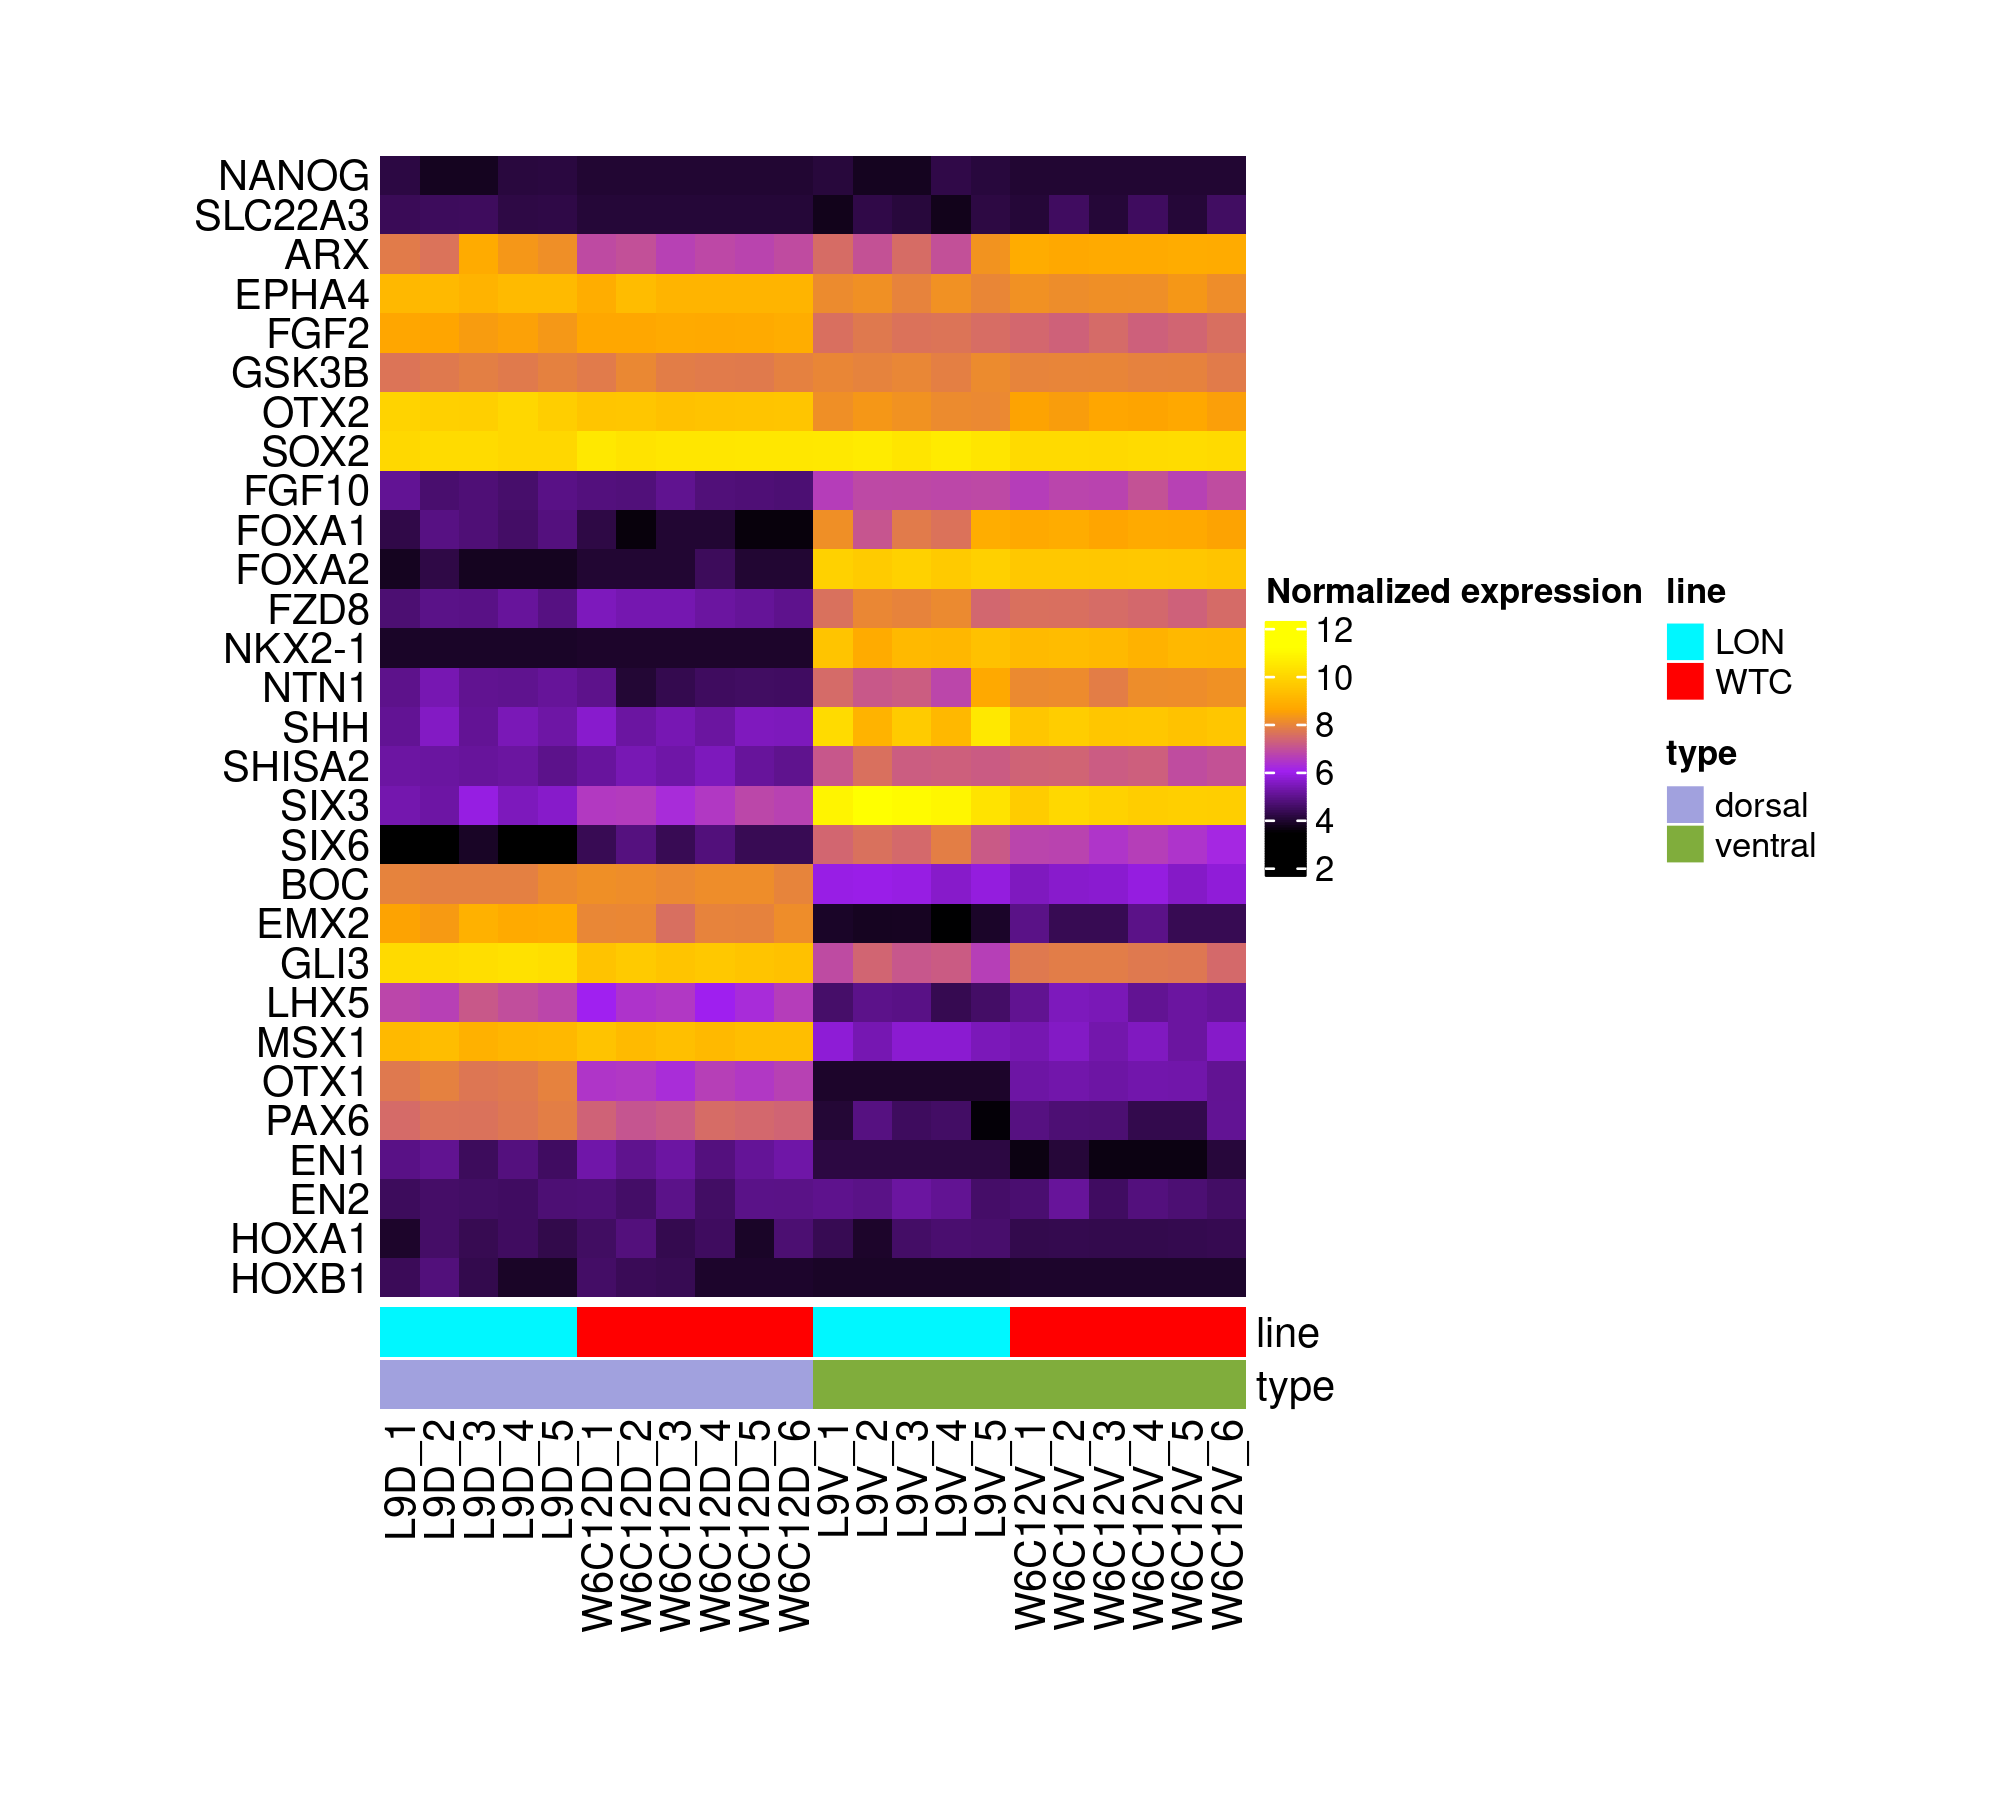 NANOG
SLC22A3
ARX
EPHA4
FGF2
GSK3B
OTX2
SOX2
FGF10
FOXA1
FOXA2
FZD8
NKX2-1
NTN1
SHH
SHISA2
SIX3
SIX6
BOC
EMX2
GLI3
LHX5
MSX1
OTX1
PAX6
EN1
EN2
HOXA1
HOXB1
line
type
L9D_1
L9D_2
L9D_3
L9D_4
L9D_5
W6C12D_1
W6C12D_2
W6C12D_3
W6C12D_4
W6C12D_5
W6C12D_6
L9V_1
L9V_2
L9V_3
L9V_4
L9V_5
W6C12V_1
W6C12V_2
W6C12V_3
W6C12V_4
W6C12V_5
W6C12V_6
Normalized expression
12
10
8
6
4
2
line
LON
WTC
type
dorsal
ventral